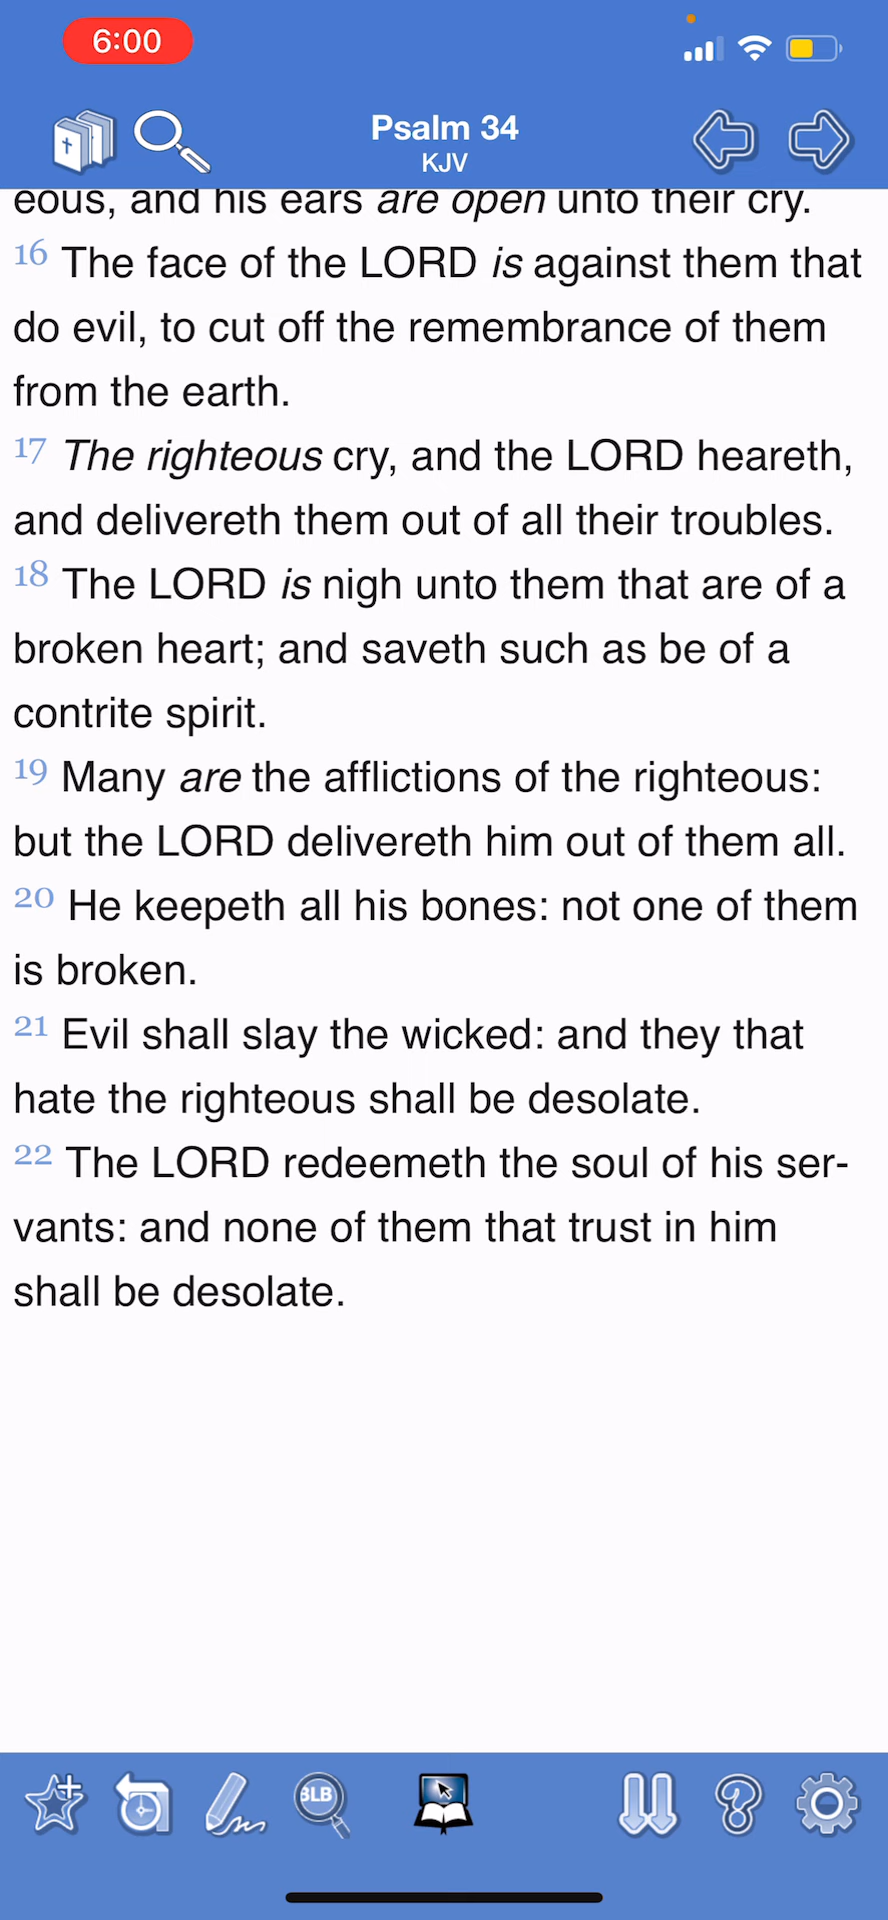 6:00
Psalm 34
KJV
eous, and his ears are open unto their cry.
16 The face of the LORD is against them that
do evil, to cut off the remembrance of them
from the earth.
17 The righteous cry, and the LORD heareth,
and delivereth them out of all their troubles.
18 The LORD is nigh unto them that are of a
broken heart; and saveth such as be of a
contrite spirit.
19 Many are the afflictions of the righteous:
but the LORD delivereth him out of them all.
20 He keepeth all his bones: not one of them
is broken.
21 Evil shall slay the wicked: and they that
hate the righteous shall be desolate.
22 The LORD redeemeth the soul of his ser-
vants: and none of them that trust in him
shall be desolate.
BLB